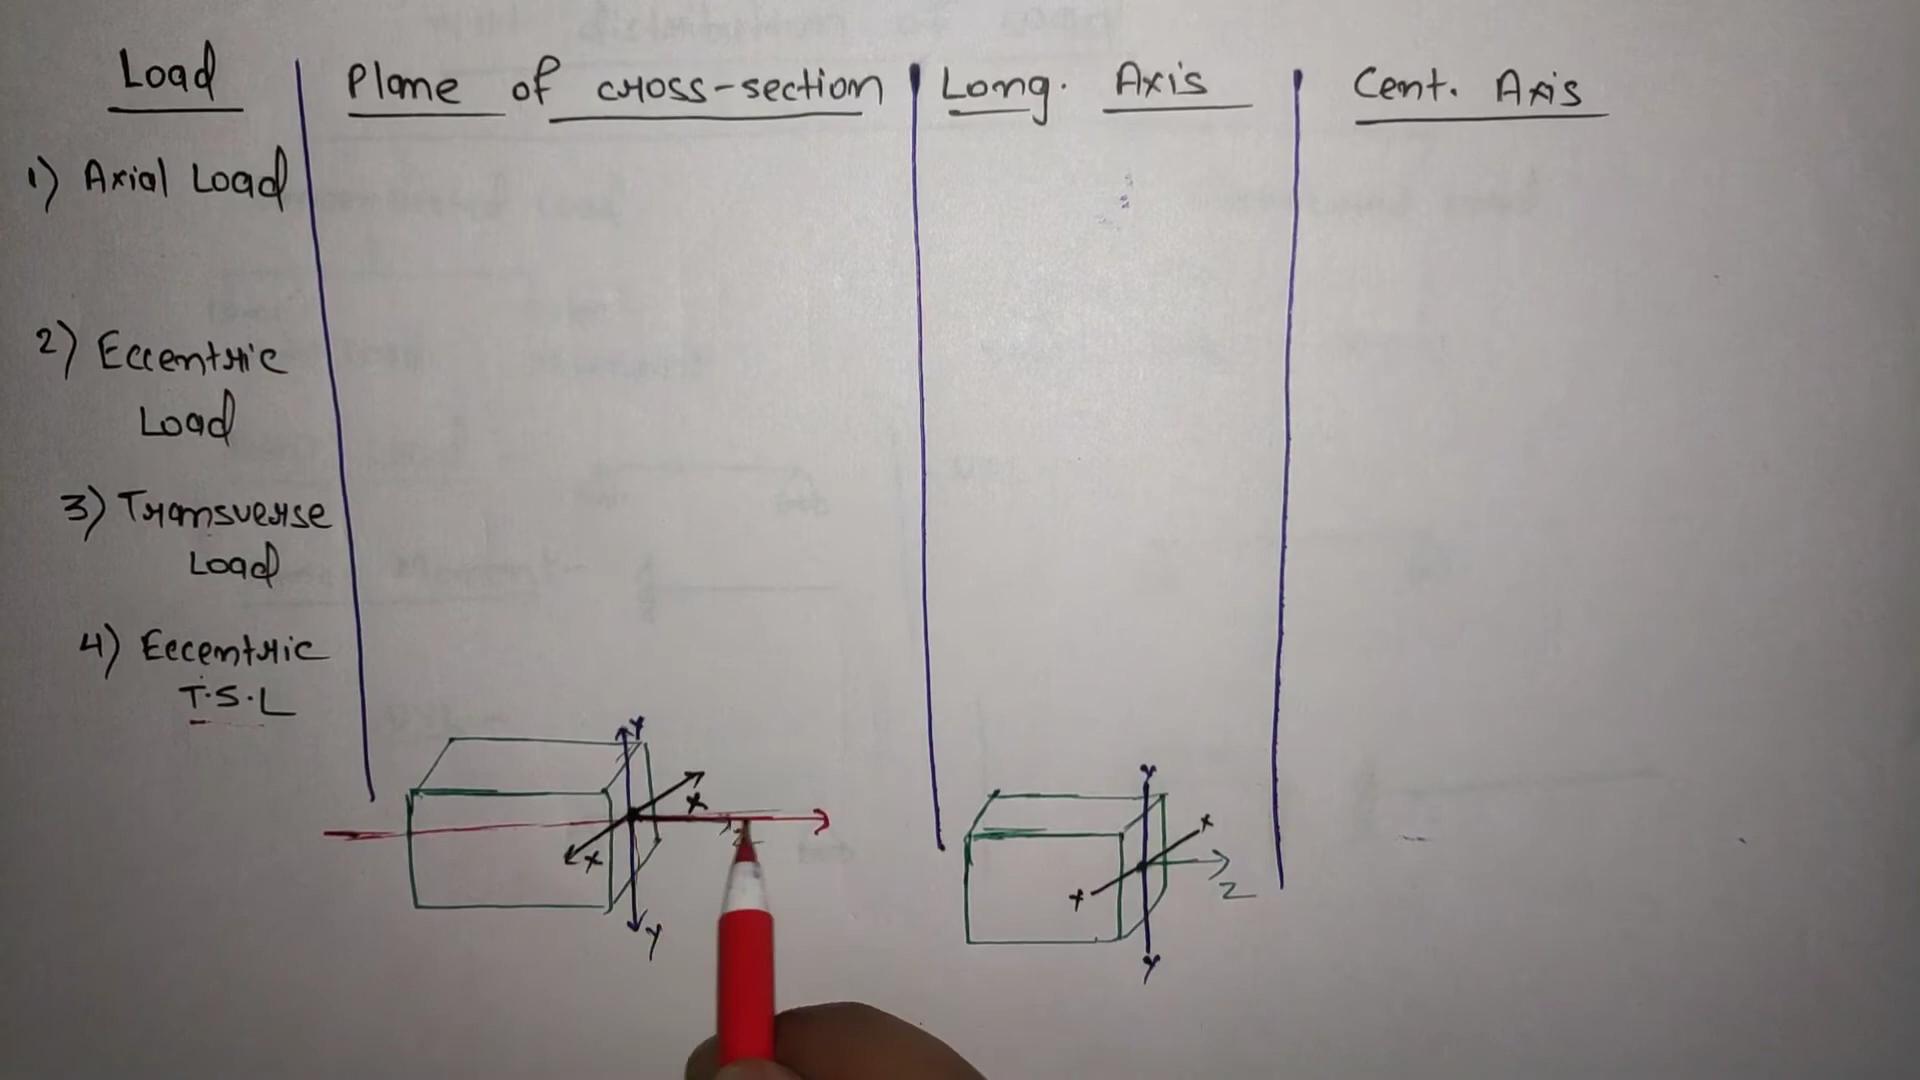 Load Plane of cross-section Long. Axis Cent. Axis
1) Axial Load
2) Eccentric
Load
3) Transverse
Load
4) Eccentric
T.S.L
Y
X
X
Y
Y
X
X
Z
Y